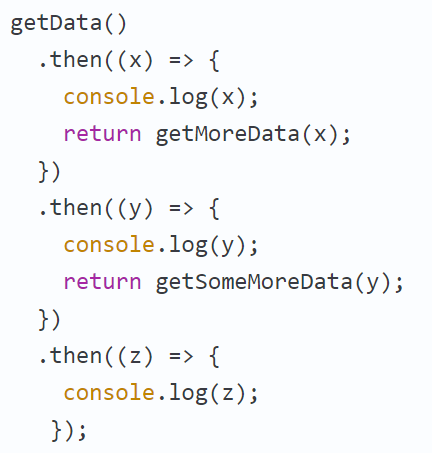 getData()
  .then((x) => {
    console.log(x);
    return getMoreData(x);
  })
  .then((y) => {
    console.log(y);
    return getSomeMoreData(y);
  })
  .then((z) => {
    console.log(z);
   });